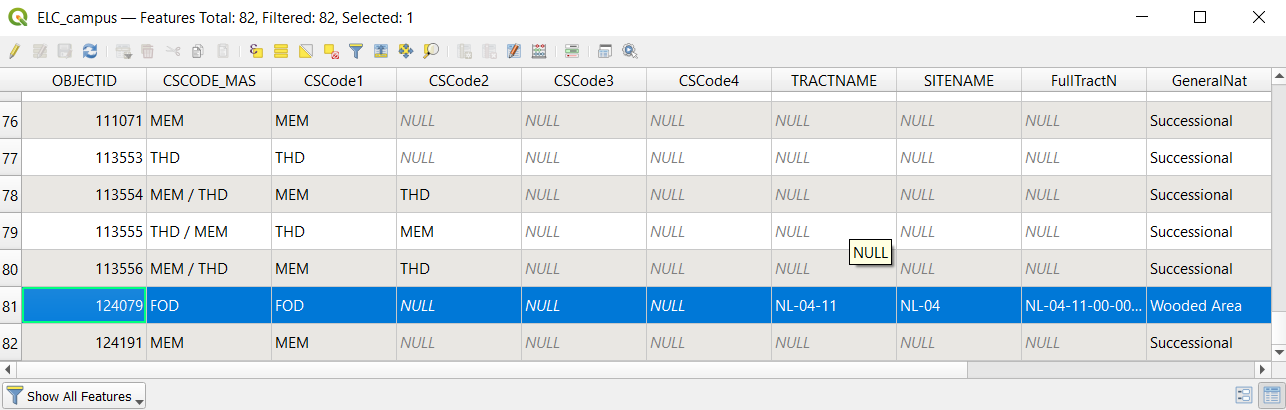 ELC_campus — Features Total: 82, Filtered: 82, Selected: 1
OBJECTID CSCODE_MAS CSCode1 CSCode2 CSCode3 CSCode4 TRACTNAME SITENAME FullTractN GeneralNat
76 111071 MEM MEM NULL NULL NULL NULL NULL NULL Successional
77 113553 THD THD NULL NULL NULL NULL NULL NULL Successional
78 113554 MEM / THD MEM THD NULL NULL NULL NULL NULL Successional
79 113555 THD / MEM THD MEM NULL NULL NULL NULL NULL Successional
NULL
80 113556 MEM / THD MEM THD NULL NULL NULL NULL NULL Successional
81 124079 FOD FOD NULL NULL NULL NL-04-11 NL-04 NL-04-11-00-00... Wooded Area
82 124191 MEM MEM NULL NULL NULL NULL NULL NULL Successional
Show All Features